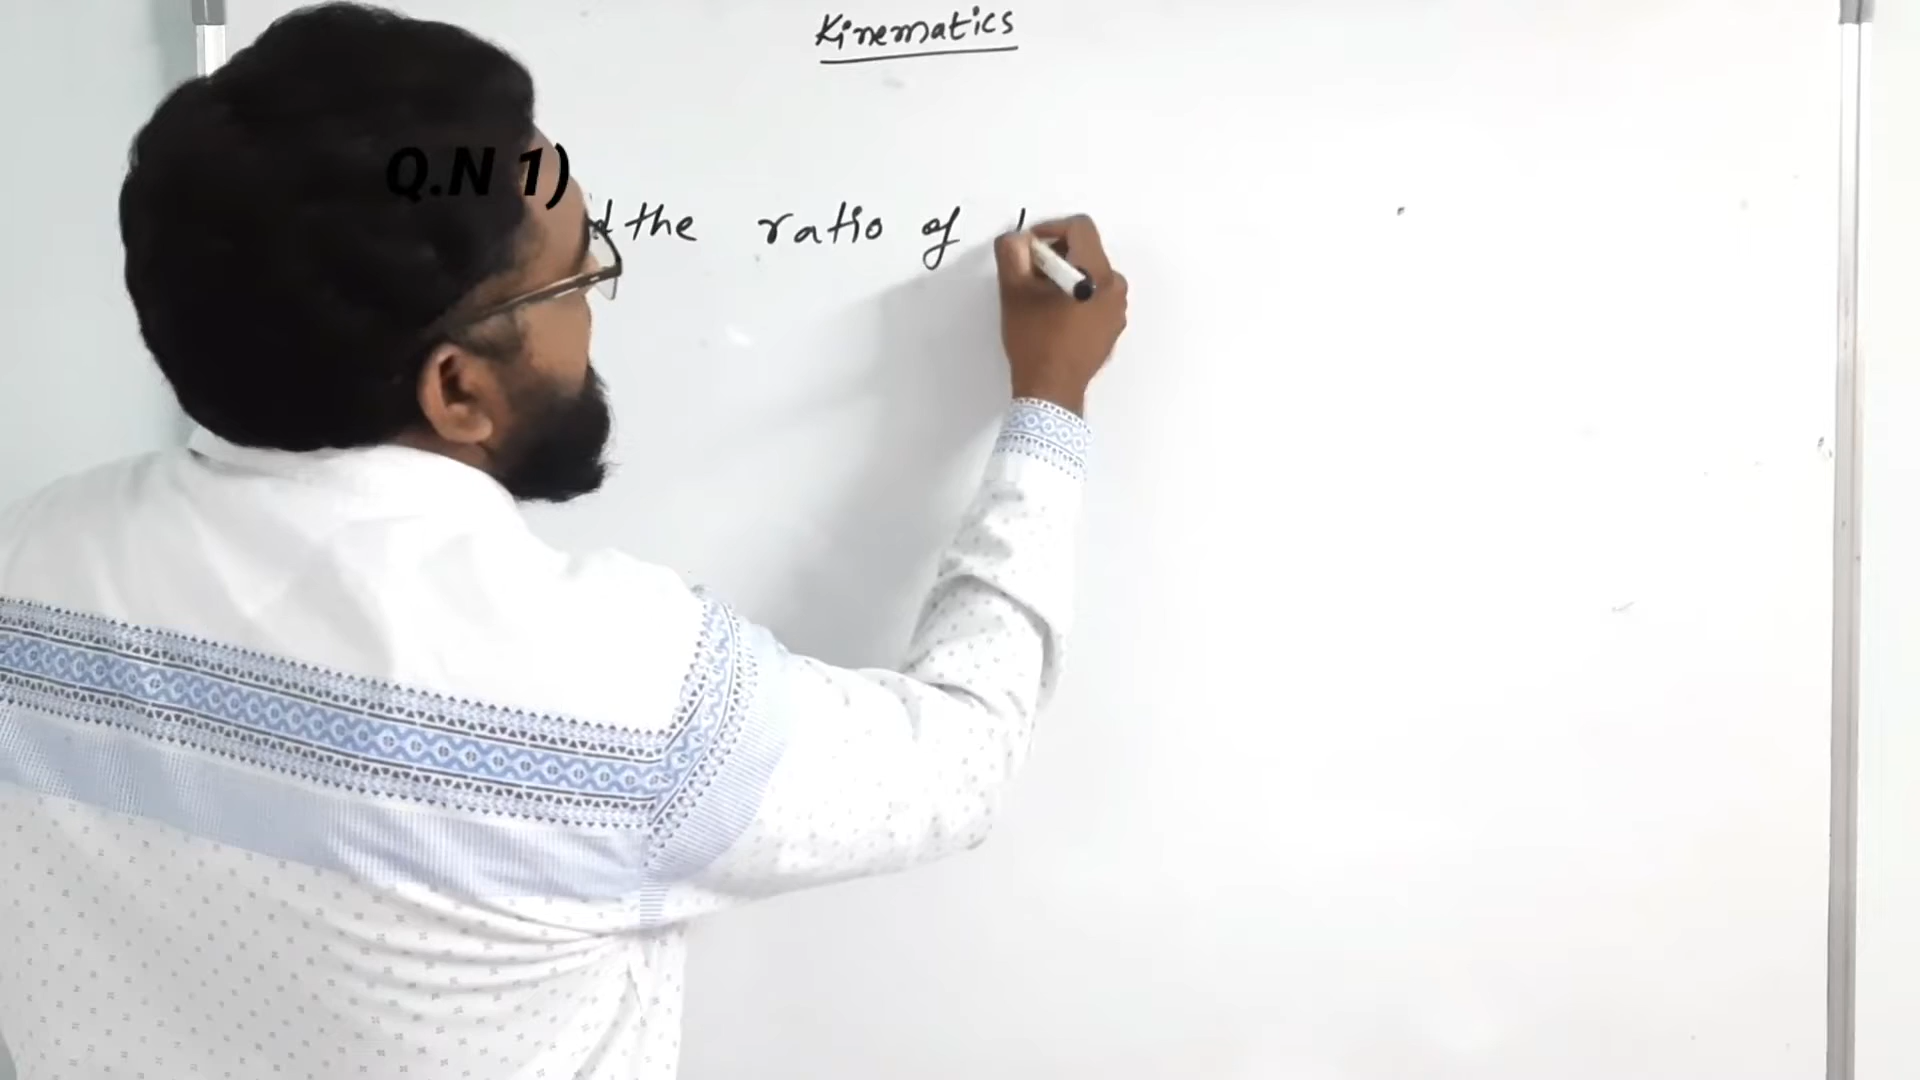 Kinematics
Q.N 1)
the ratio of